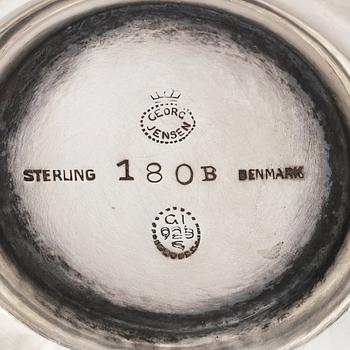 GEORG
JENSEN
STERLING 180B DENMARK
GI
925
S